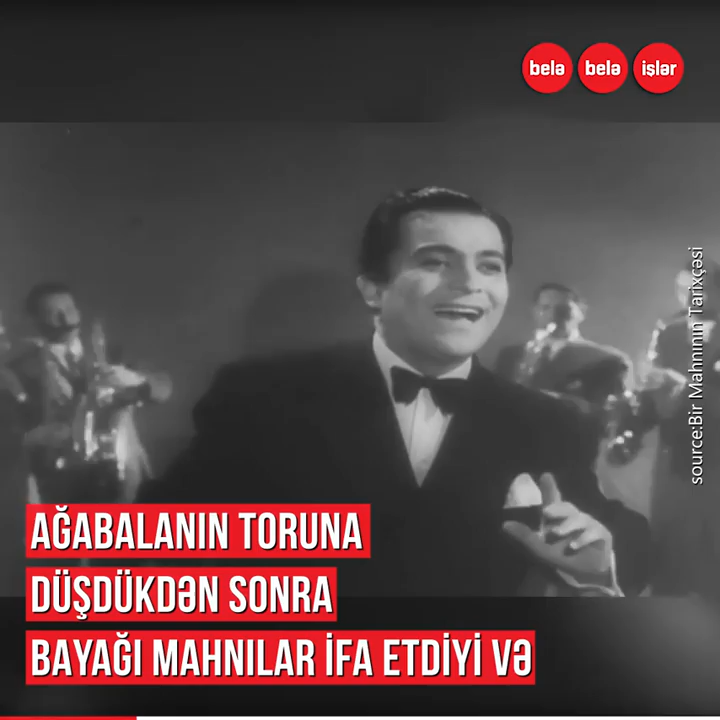 belə belə işlər
source:Bir Mahnının Tarixçəsi
AĞABALANIN TORUNA
DÜŞDÜKDƏN SONRA
BAYAĞI MAHNILAR İFA ETDİYİ VƏ